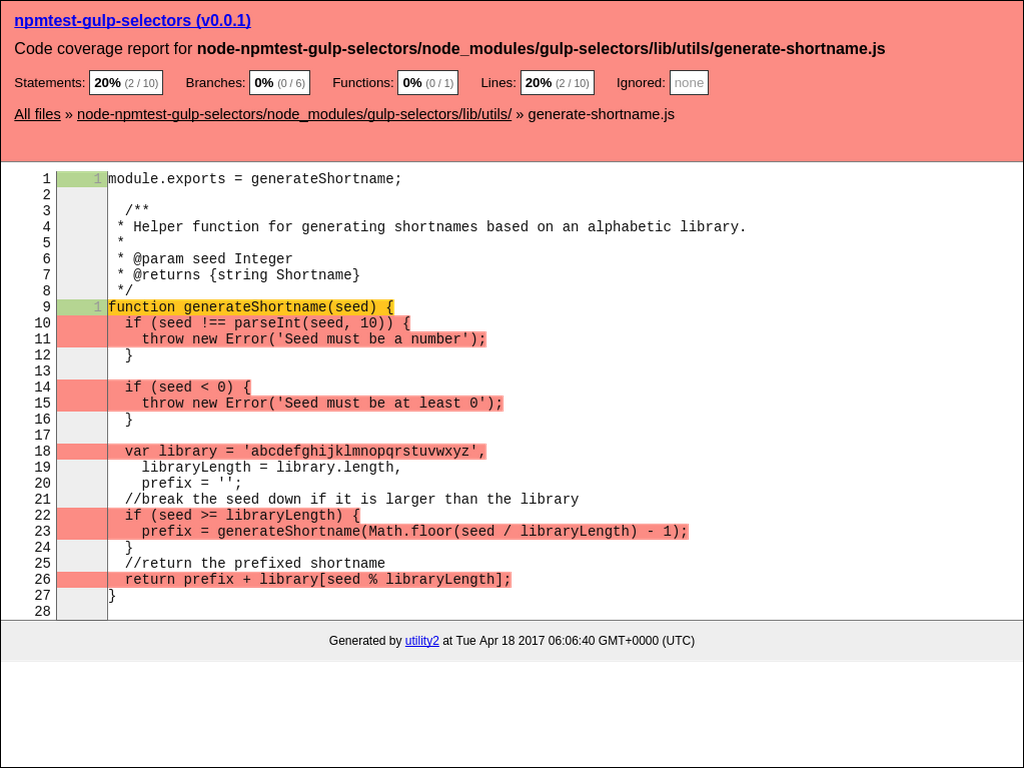 npmtest-gulp-selectors (v0.0.1)
Code coverage report for node-npmtest-gulp-selectors/node_modules/gulp-selectors/lib/utils/generate-shortname.js
Statements: 20% (2 / 10) Branches: 0% (0 / 6) Functions: 0% (0 / 1) Lines: 20% (2 / 10) Ignored: none
All files » node-npmtest-gulp-selectors/node_modules/gulp-selectors/lib/utils/ » generate-shortname.js
1 1 module.exports = generateShortname;
2
3   /**
4  * Helper function for generating shortnames based on an alphabetic library.
5  *
6  * @param seed Integer
7  * @returns {string Shortname}
8  */
9 1 function generateShortname(seed) {
10   if (seed !== parseInt(seed, 10)) {
11     throw new Error('Seed must be a number');
12   }
13
14   if (seed < 0) {
15     throw new Error('Seed must be at least 0');
16   }
17
18   var library = 'abcdefghijklmnopqrstuvwxyz',
19     libraryLength = library.length,
20     prefix = '';
21   //break the seed down if it is larger than the library
22   if (seed >= libraryLength) {
23     prefix = generateShortname(Math.floor(seed / libraryLength) - 1);
24   }
25   //return the prefixed shortname
26   return prefix + library[seed % libraryLength];
27 }
28
Generated by utility2 at Tue Apr 18 2017 06:06:40 GMT+0000 (UTC)